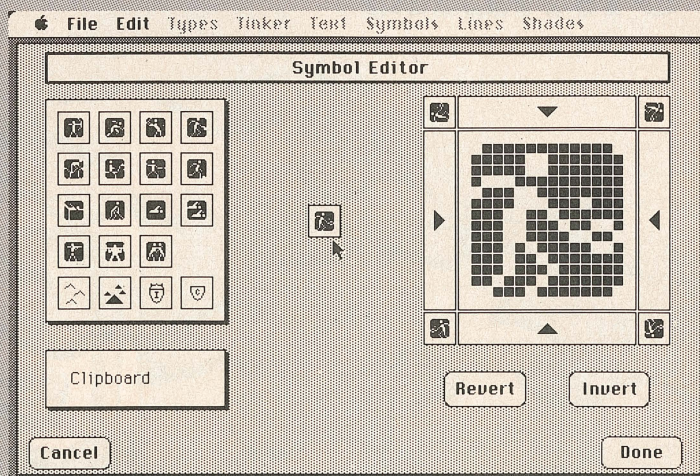 File Edit Types Tinker Text Symbols Lines Shades
Symbol Editor
I
C
Clipboard
Revert Invert
Cancel Done